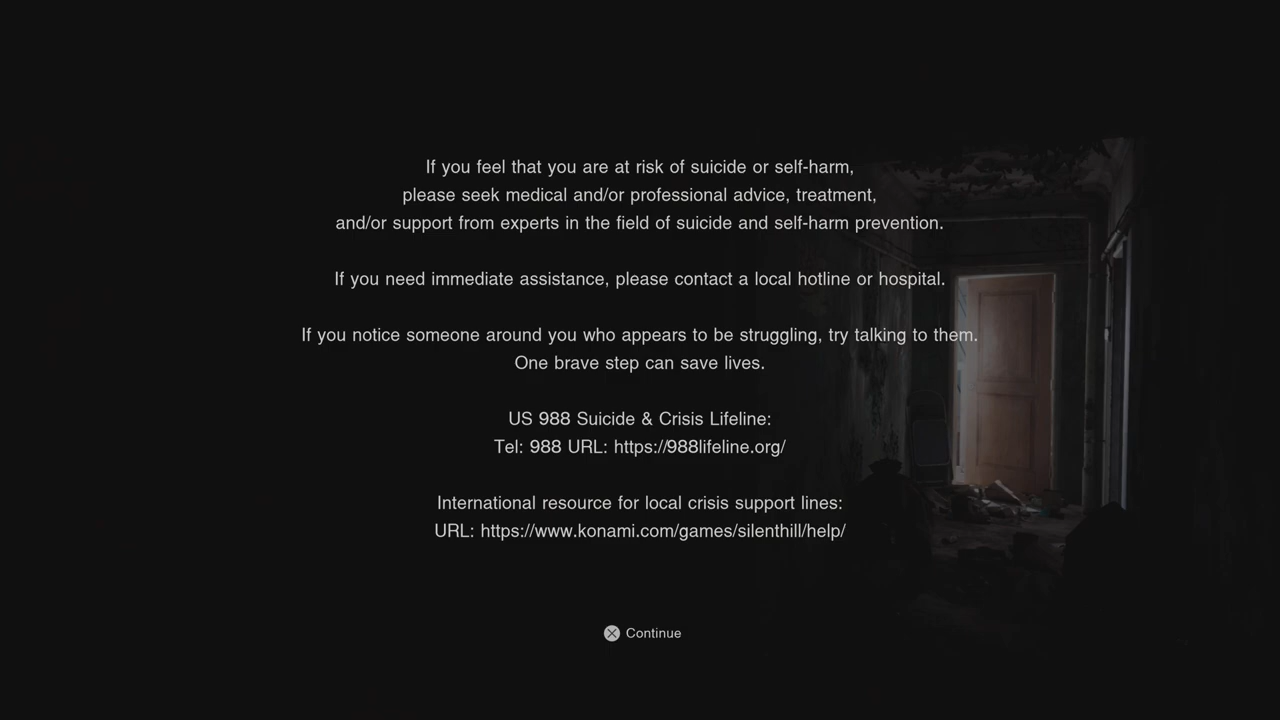 If you feel that you are at risk of suicide or self-harm,
please seek medical and/or professional advice, treatment,
and/or support from experts in the field of suicide and self-harm prevention.
If you need immediate assistance, please contact a local hotline or hospital.
If you notice someone around you who appears to be struggling, try talking to them.
One brave step can save lives.
US 988 Suicide & Crisis Lifeline:
Tel: 988 URL: https://988lifeline.org/
International resource for local crisis support lines:
URL: https://www.konami.com/games/silenthill/help/
Continue